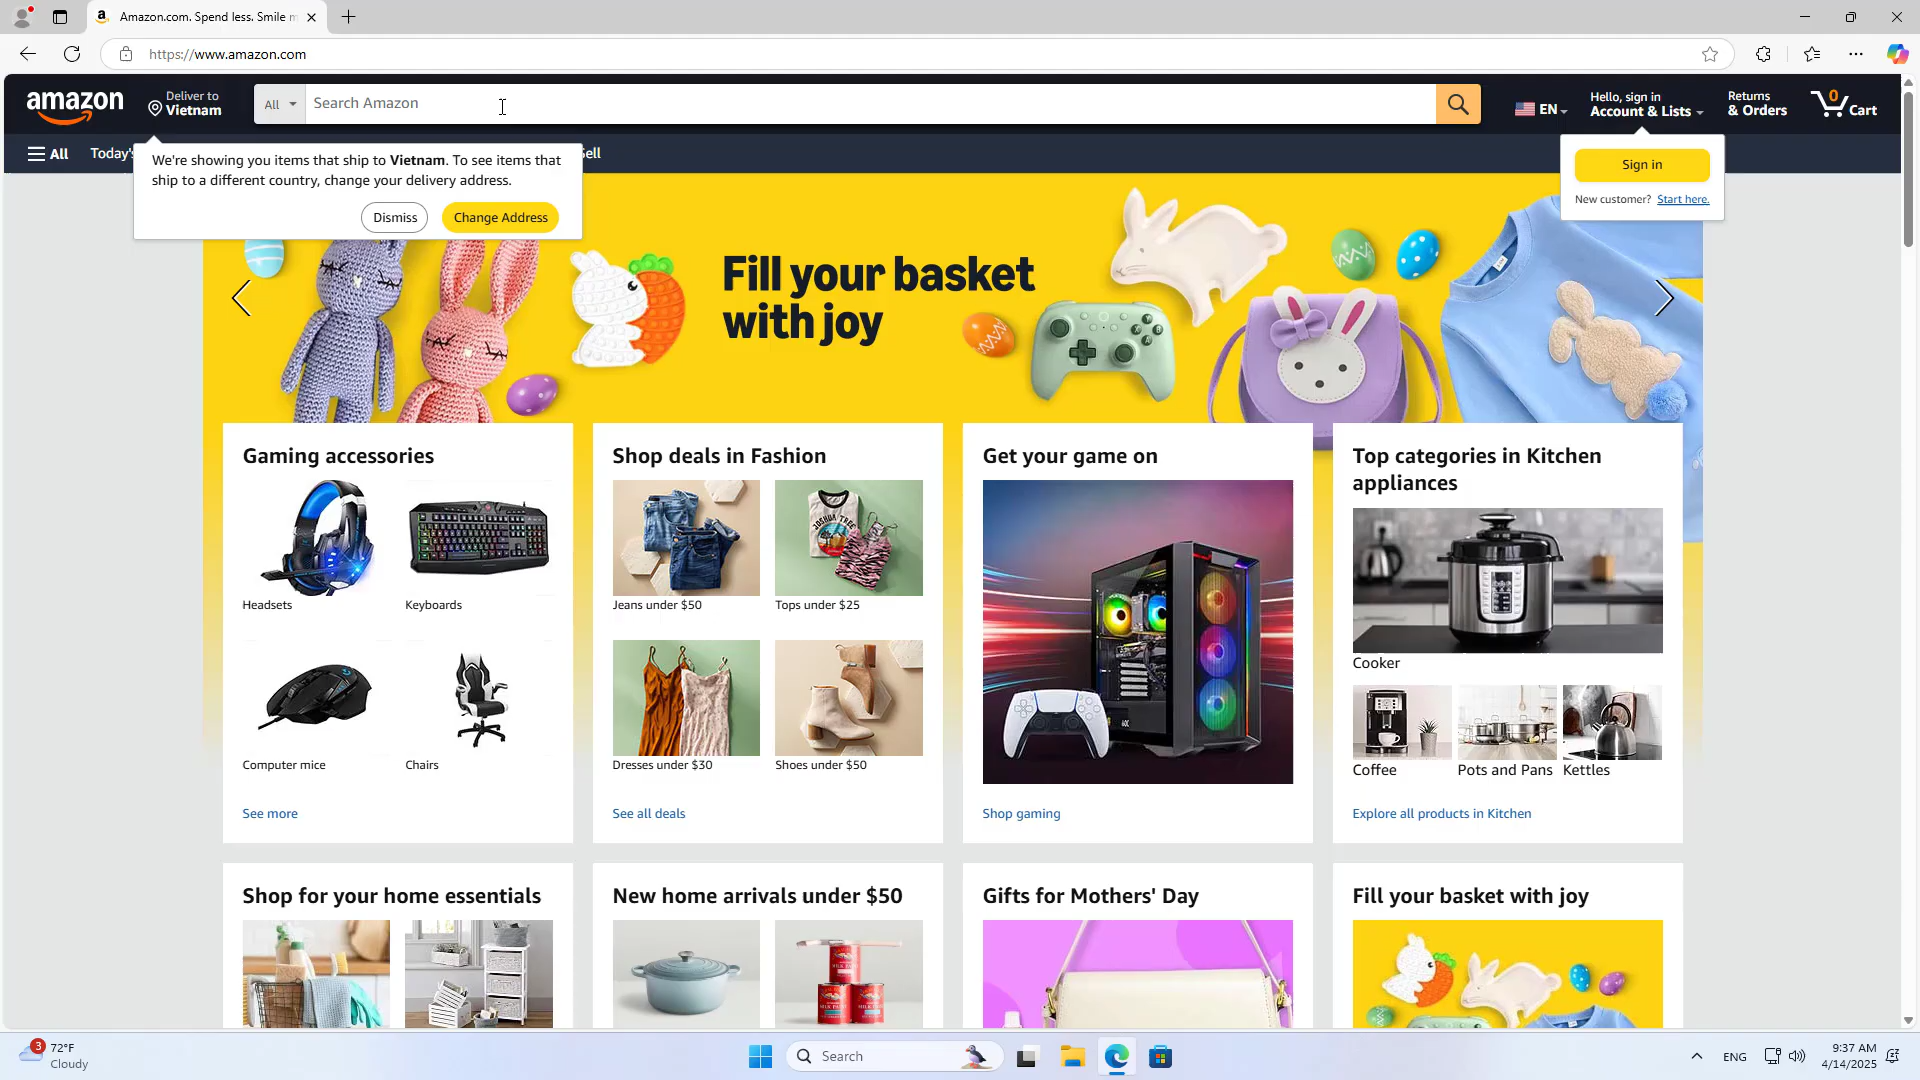 Amazon.com. Spend less. Smile m
https://www.amazon.com
amazon
Deliver to
Vietnam
All
Search Amazon
EN
Hello, sign in
Account & Lists
Returns
& Orders
0
Cart
All
Today's
Sell
We're showing you items that ship to Vietnam. To see items that
ship to a different country, change your delivery address.
Dismiss
Change Address
Sign in
New customer? Start here.
Fill your basket
with joy
Gaming accessories
Headsets
Keyboards
Computer mice
Chairs
See more
Shop deals in Fashion
JOSHUA TREE
Jeans under $50
Tops under $25
Dresses under $30
Shoes under $50
See all deals
Get your game on
Shop gaming
Top categories in Kitchen
appliances
Cooker
Coffee
Pots and Pans
Kettles
Explore all products in Kitchen
Shop for your home essentials
New home arrivals under $50
Gifts for Mothers' Day
Fill your basket with joy
3
72°F
Cloudy
Search
ENG
9:37 AM
4/14/2025